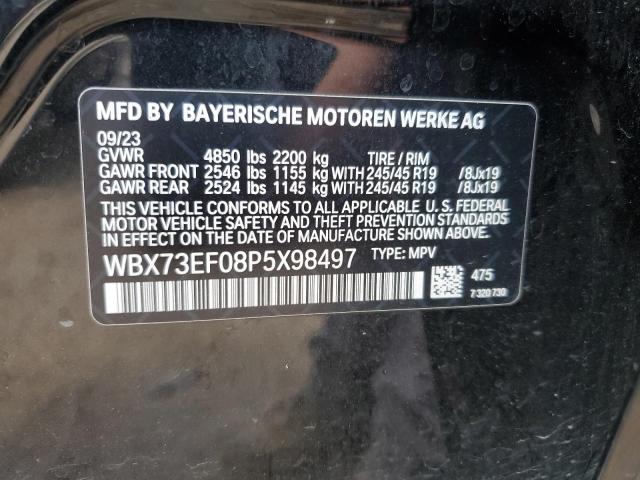 MFD BY BAYERISCHE MOTOREN WERKE AG
09/23
GVWR 4850 lbs 2200 kg TIRE / RIM
GAWR FRONT 2546 lbs 1155 kg WITH 245/45 R19 /8Jx19
GAWR REAR 2524 lbs 1145 kg WITH 245/45 R19 /8Jx19
THIS VEHICLE CONFORMS TO ALL APPLICABLE U.S. FEDERAL
MOTOR VEHICLE SAFETY AND THEFT PREVENTION STANDARDS
IN EFFECT ON THE DATE OF MANUFACTURE SHOWN ABOVE.
WBX73EF08P5X98497 TYPE: MPV
475
7 320 730